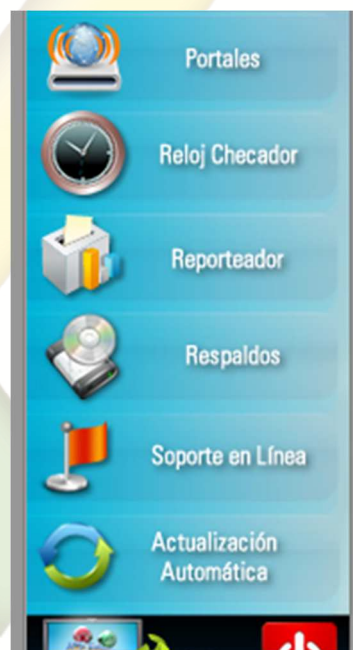 Portales
Reloj Checador
Reporteador
Respaldos
Soporte en Línea
Actualización
Automática